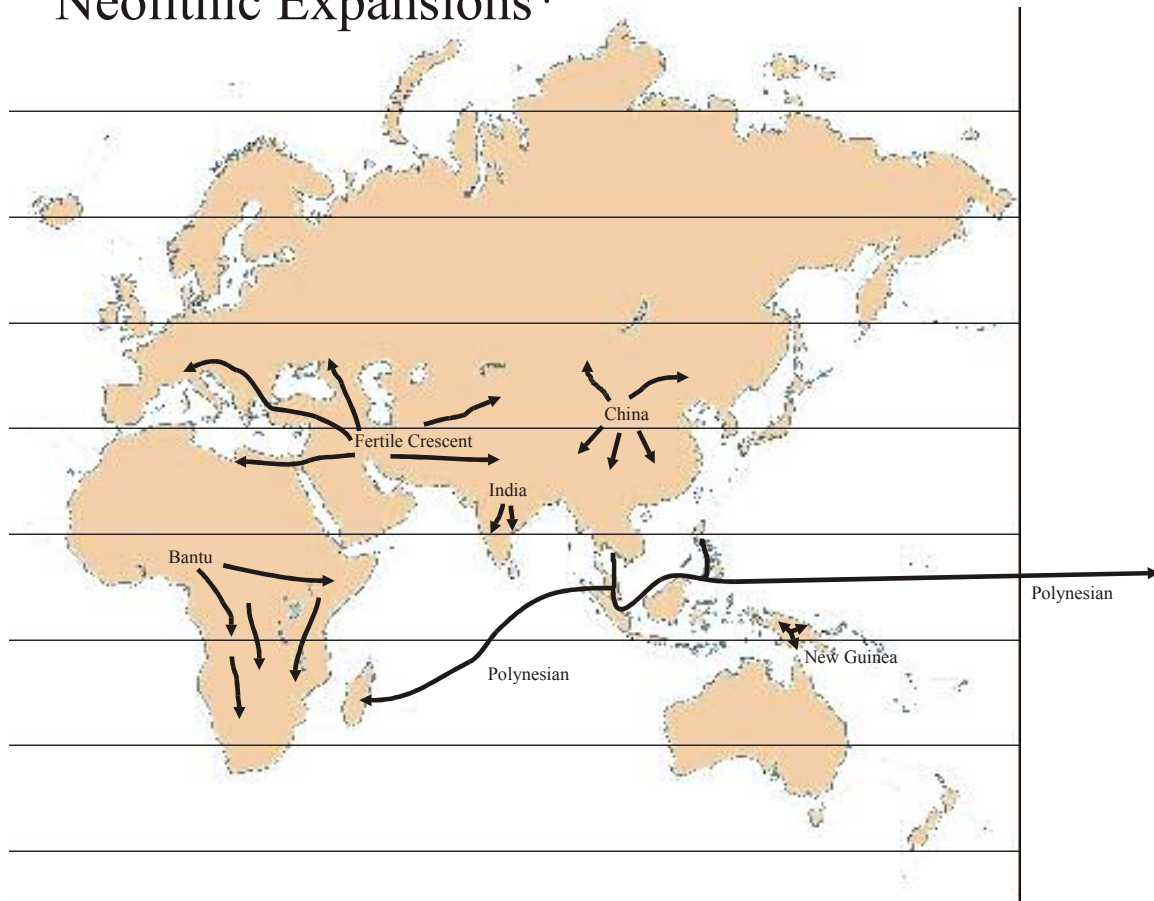 Neolithic Expansions
China
Fertile Crescent
India
Bantu
Polynesian
New Guinea
Polynesian